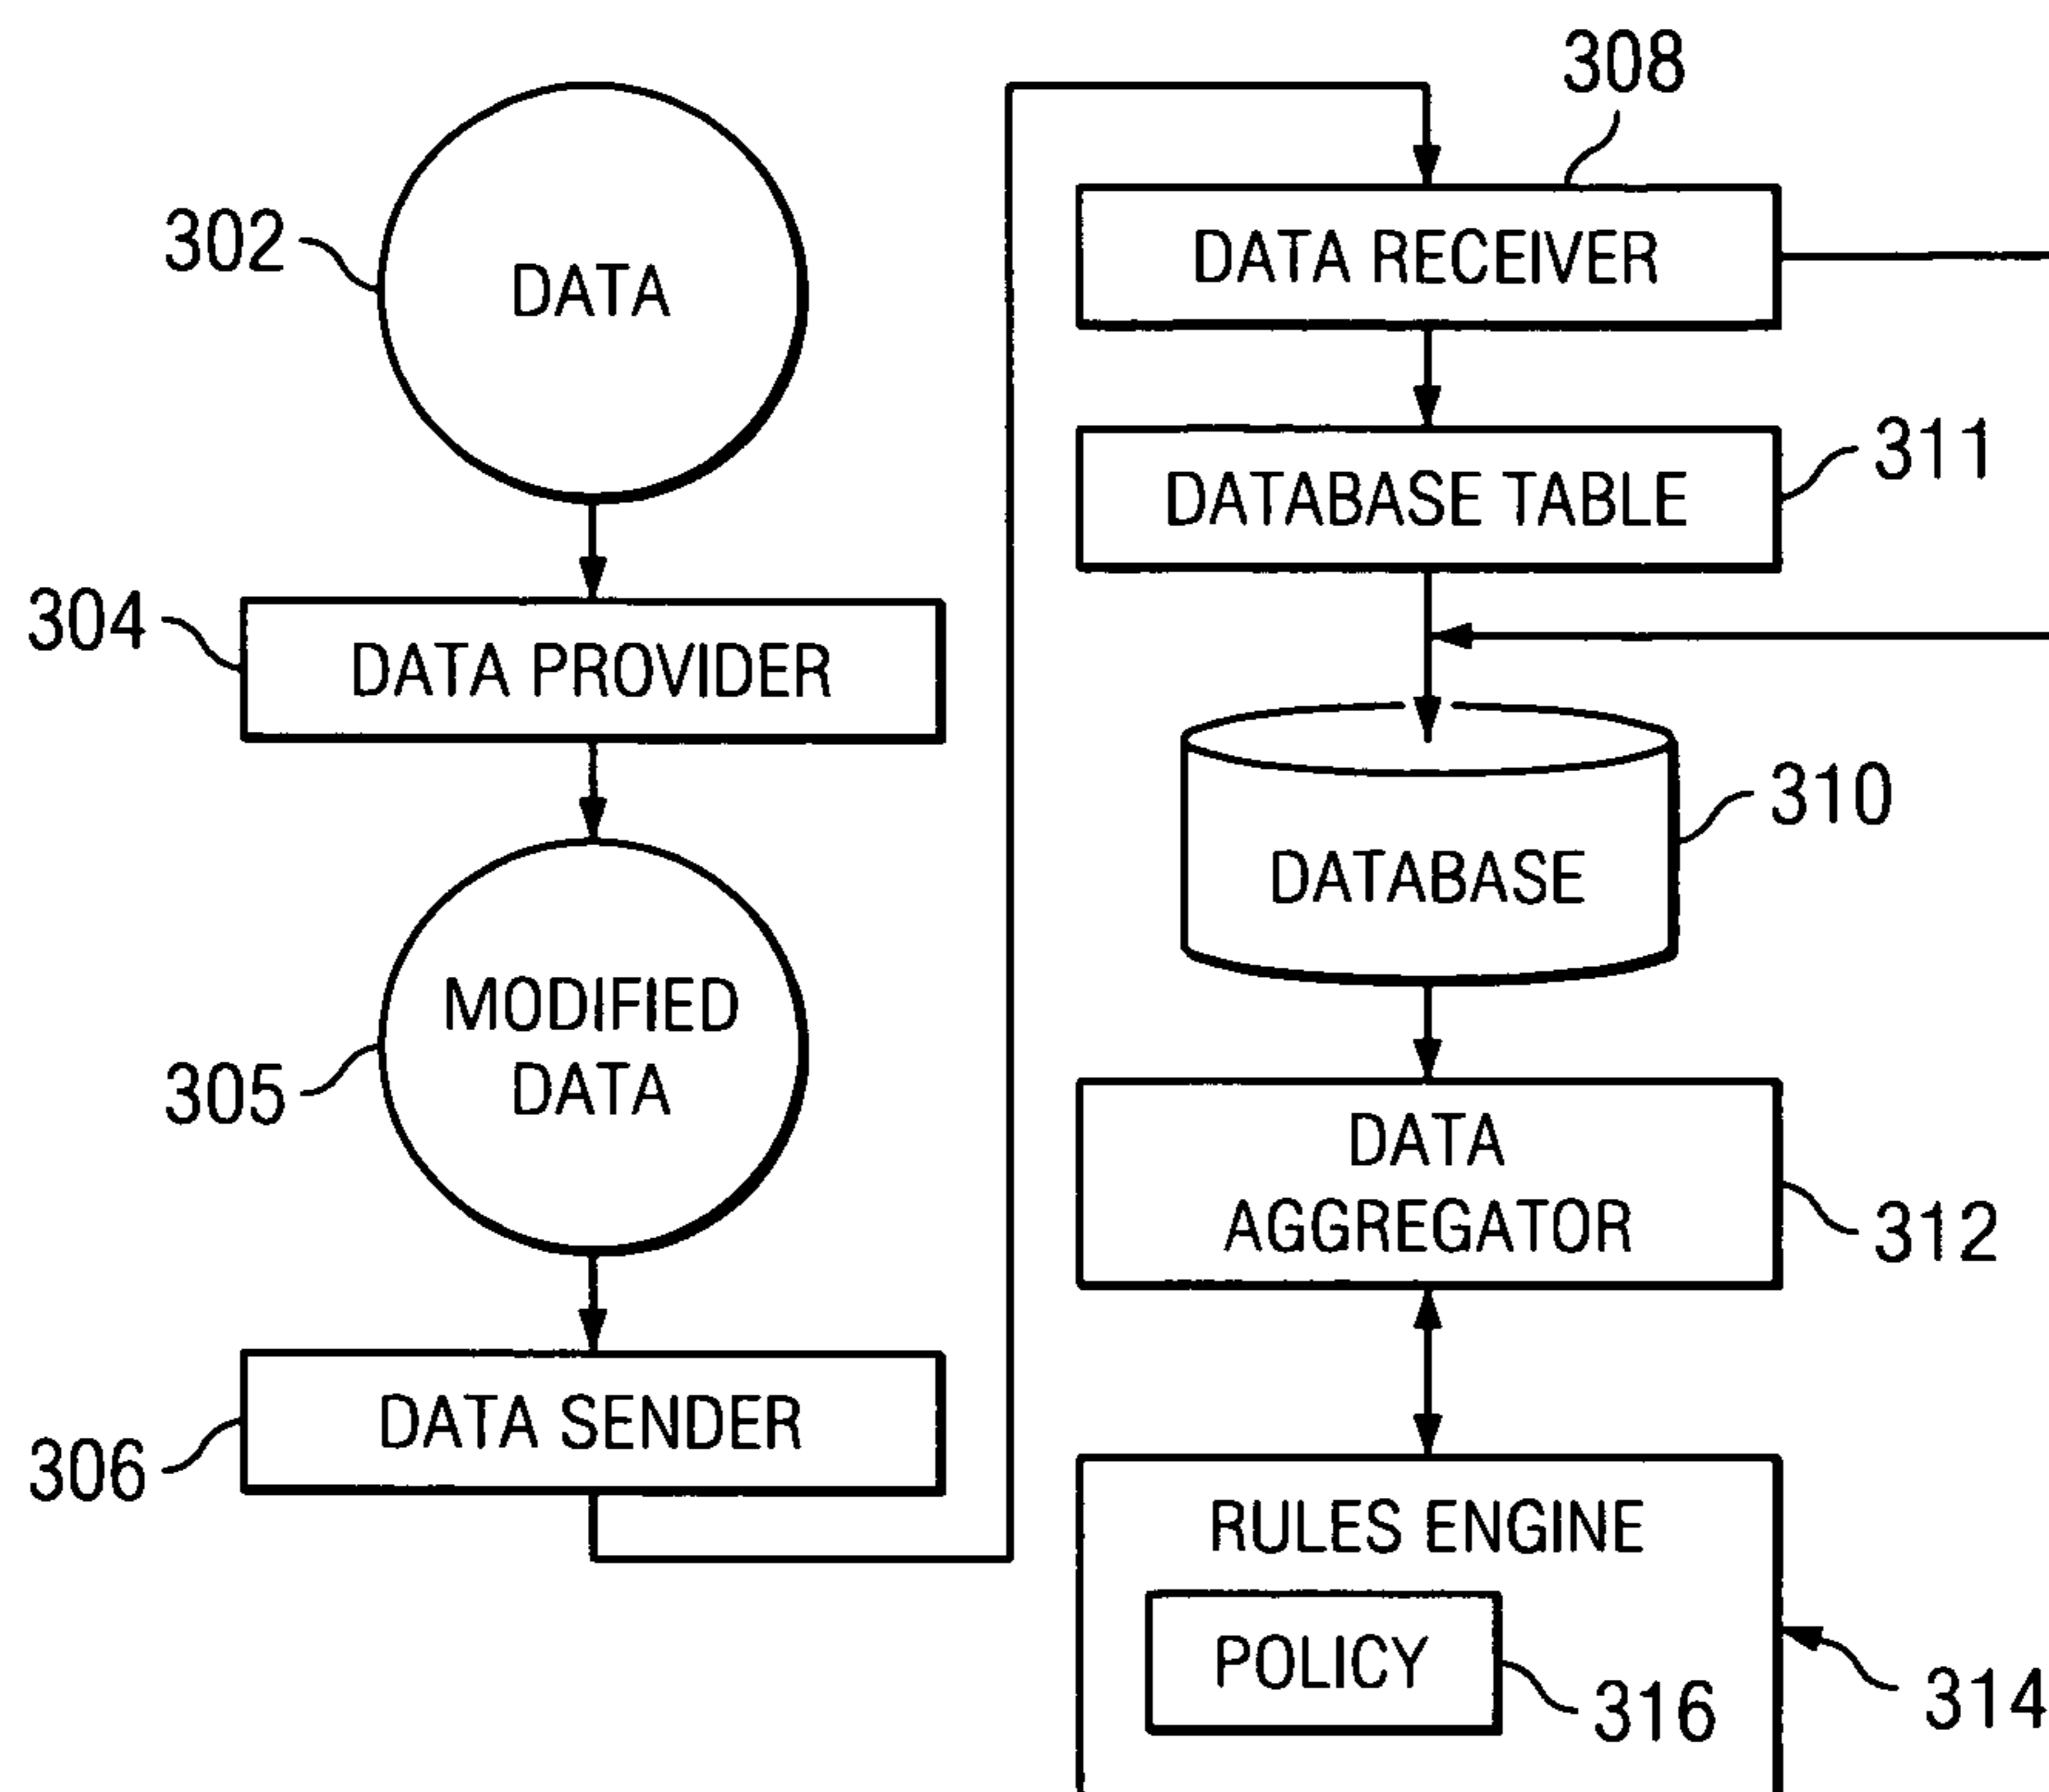 302
DATA
304
DATA PROVIDER
305
MODIFIED
DATA
306
DATA SENDER
308
DATA RECEIVER
311
DATABASE TABLE
310
DATABASE
DATA
AGGREGATOR
312
RULES ENGINE
POLICY
316
314